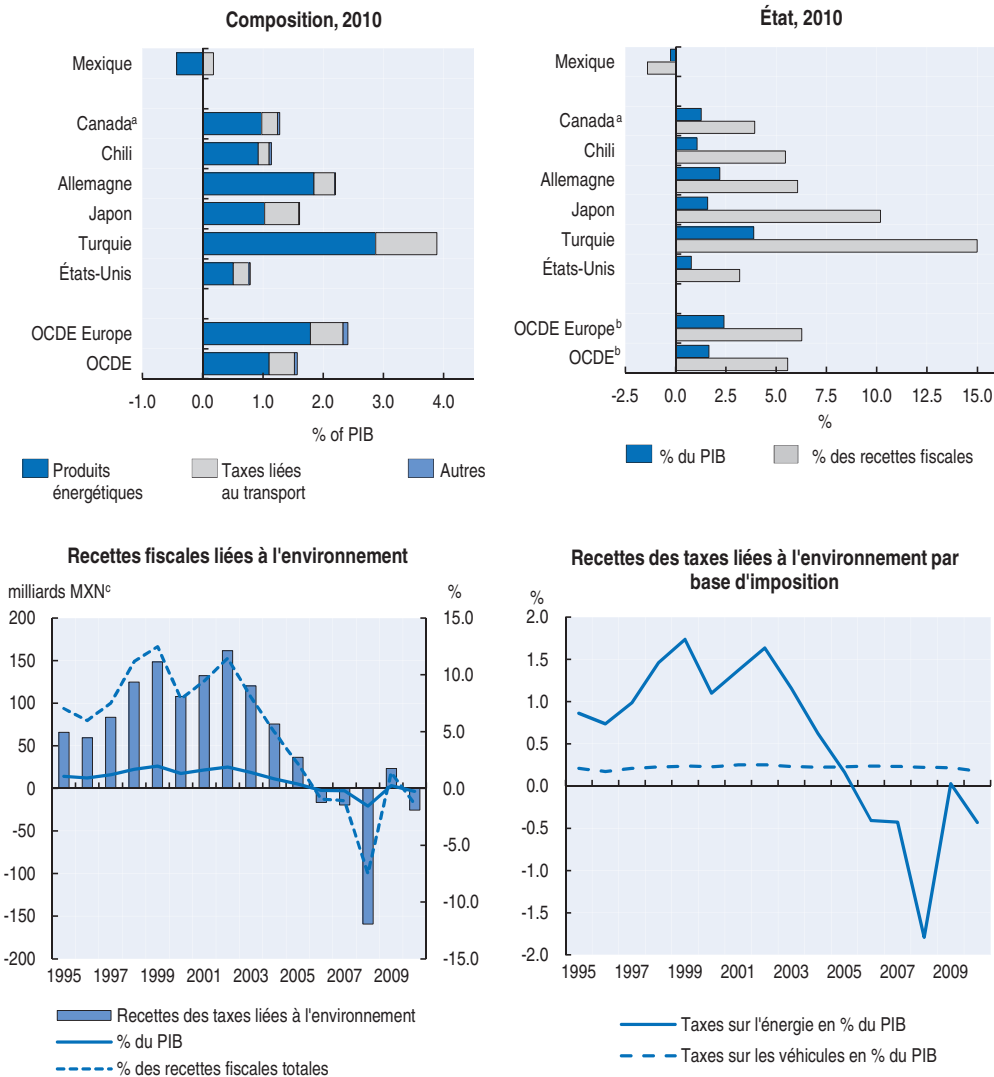 Composition, 2010
Mexique
Canadaᵃ
Chili
Allemagne
Japon
Turquie
États-Unis
OCDE Europe
OCDE
-1.0 0.0 1.0 2.0 3.0 4.0
% of PIB
Produits énergétiques
Taxes liées au transport
Autres
État, 2010
Mexique
Canadaᵃ
Chili
Allemagne
Japon
Turquie
États-Unis
OCDE Europeᵇ
OCDEᵇ
-2.5 0.0 2.5 5.0 7.5 10.0 12.5 15.0
%
% du PIB
% des recettes fiscales
Recettes fiscales liées à l'environnement
milliards MXNᶜ
%
200
150
100
50
0
-50
-100
-150
-200
15.0
10.0
5.0
0.0
-5.0
-10.0
-15.0
1995 1997 1999 2001 2003 2005 2007 2009
Recettes des taxes liées à l'environnement
% du PIB
% des recettes fiscales totales
Recettes des taxes liées à l'environnement par
base d'imposition
%
2.0
1.5
1.0
0.5
0.0
-0.5
-1.0
-1.5
-2.0
1995 1997 1999 2001 2003 2005 2007 2009
Taxes sur l'énergie en % du PIB
Taxes sur les véhicules en % du PIB